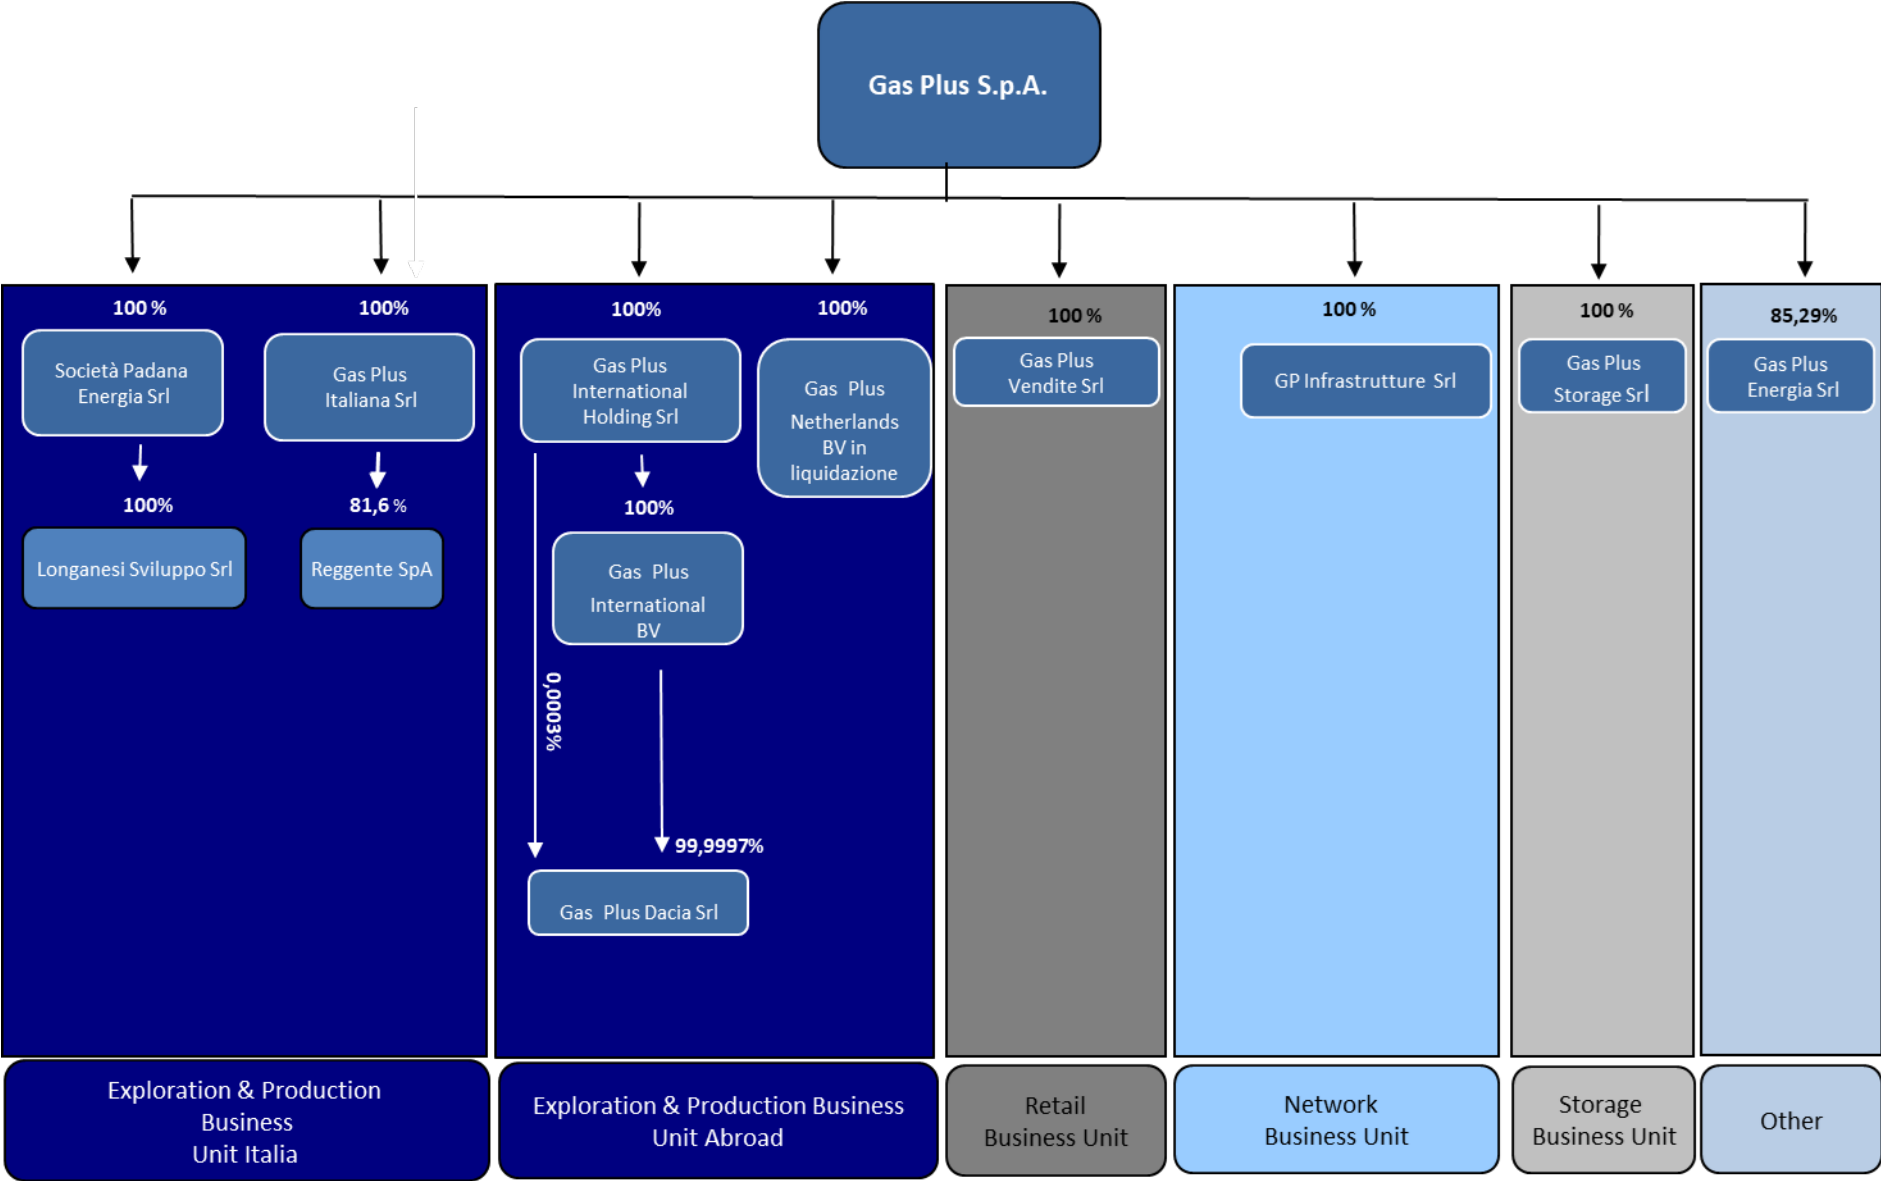 Gas Plus S.p.A.
100 %
Società Padana
Energia Srl
100%
Longanesi Sviluppo Srl
100%
Gas Plus
Italiana Srl
81,6 %
Reggente SpA
100%
Gas Plus
International
Holding Srl
100%
Gas Plus
International
BV
0,0003%
99,9997%
Gas Plus Dacia Srl
100%
Gas Plus
Netherlands
BV in
liquidazione
100 %
Gas Plus
Vendite Srl
100 %
GP Infrastrutture Srl
100 %
Gas Plus
Storage Srl
85,29%
Gas Plus
Energia Srl
Exploration & Production
Business
Unit Italia
Exploration & Production Business
Unit Abroad
Retail
Business Unit
Network
Business Unit
Storage
Business Unit
Other